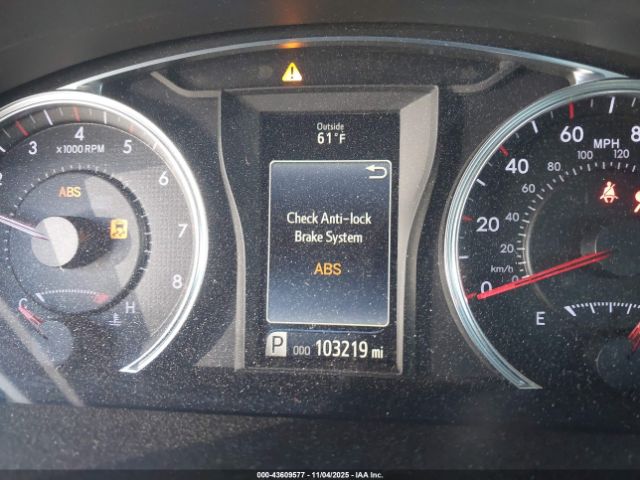 Outside
61°F
Check Anti-lock
Brake System
ABS
P ODO 103219 mi
3 4 5 6 7 8
x1000 RPM
ABS
C H
60 8
MPH
100 120
40 80
60
20 40
20
km/h 0
0
E
000-43609577 - 11/04/2025 - IAA Inc.